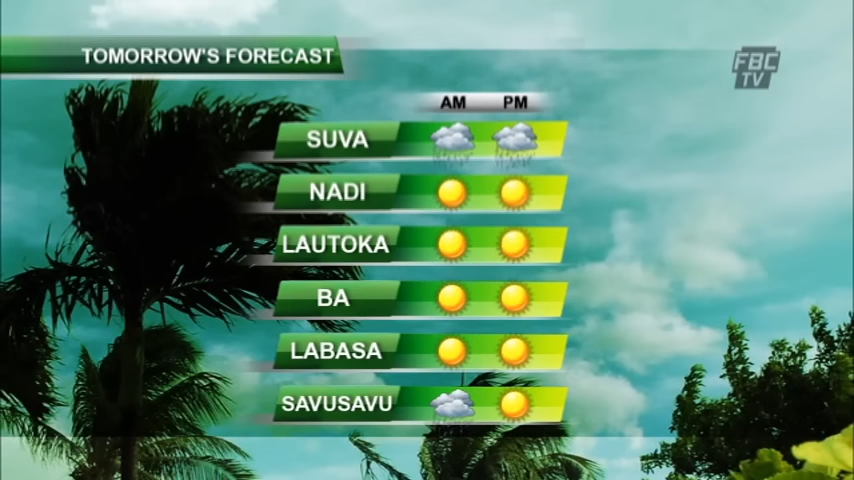 TOMORROW'S FORECAST
FBC
TV
AM PM
SUVA
NADI
LAUTOKA
BA
LABASA
SAVUSAVU